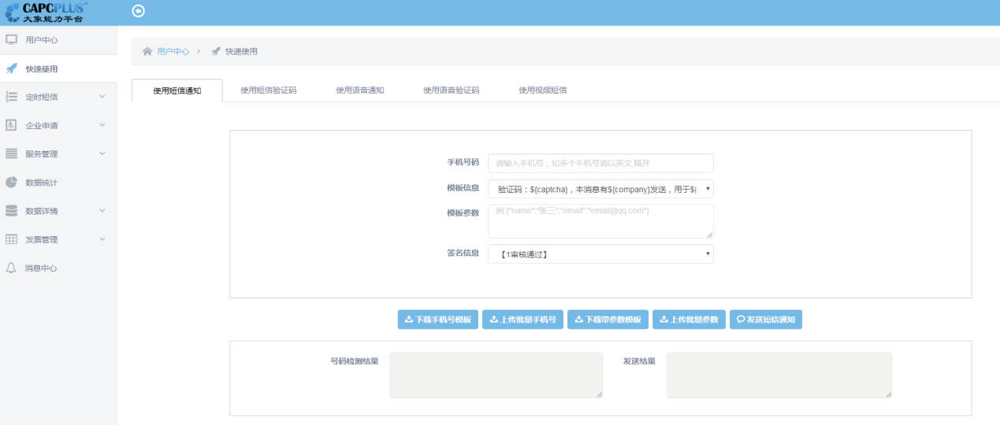 CAPCPLUS
大象能力平台
用户中心
快速使用
定时短信
企业申请
服务管理
数据统计
数据详情
发票管理
消息中心
用户中心 > 快速使用
使用短信通知 使用短信验证码 使用语音通知 使用语音验证码 使用视频短信
手机号码 请输入手机号，如多个手机号请以英文,隔开
模板信息 验证码：${captcha}，本消息有${company}发送，用于${
模板参数 例:{"name":"张三","email":"email@qq.com"}
签名信息 【1审核通过】
下载手机号模板 上传批量手机号 下载带参数模板 上传批量参数 发送短信通知
号码检测结果 发送结果